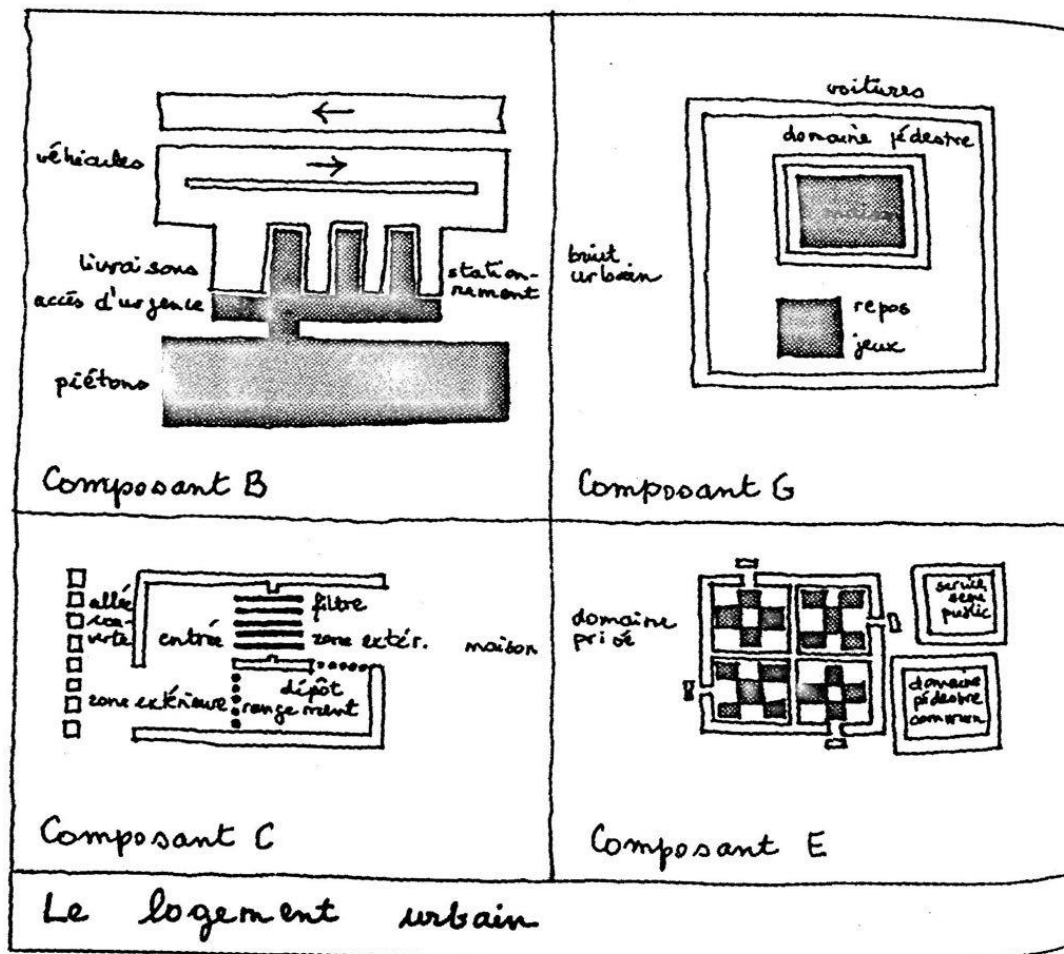 véhicules
livraisons
accès d'urgence
station-
nement
piétons
Composant B
voitures
domaine pédestre
maison
bruit
urbain
repos
jeux
Composant G
allée
cou-
verte
entrée
filtre
zone extér.
maison
zone extérieure
dépôt
rangement
Composant C
domaine
privé
service
semi
public
domaine
pédestre
commun
Composant E
Le logement urbain